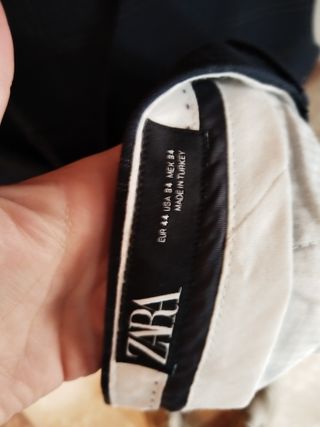 ZARA
EUR 44 USA 34 MEX 34
MADE IN TURKEY